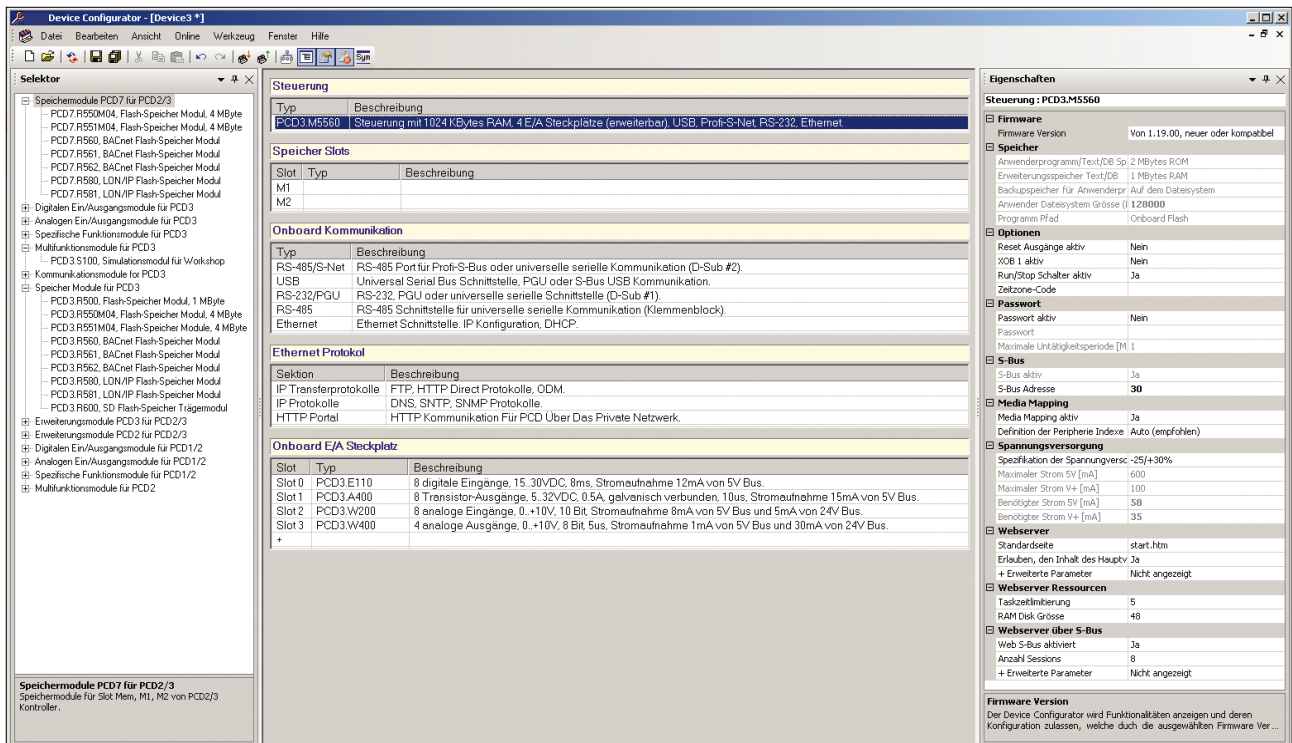 Device Configurator - [Device3 *]
Datei Bearbeiten Ansicht Online Werkzeug Fenster Hilfe
Sym
Selektor
Speichermodule PCD7 für PCD2/3
PCD7.R550M04, Flash-Speicher Modul, 4 MByte
PCD7.R551M04, Flash-Speicher Modul, 4 MByte
PCD7.R560, BACnet Flash-Speicher Modul
PCD7.R561, BACnet Flash-Speicher Modul
PCD7.R562, BACnet Flash-Speicher Modul
PCD7.R580, LON/IP Flash-Speicher Modul
PCD7.R581, LON/IP Flash-Speicher Modul
Digitalen Ein/Ausgangsmodule für PCD3
Analogen Ein/Ausgangsmodule für PCD3
Spezifische Funktionsmodule für PCD3
Multifunktionsmodule für PCD3
PCD3.S100, Simulationsmodul für Workshop
Kommunikationsmodule for PCD3
Speicher Module für PCD3
PCD3.R500, Flash-Speicher Modul, 1 MByte
PCD3.R550M04, Flash-Speicher Modul, 4 MByte
PCD3.R551M04, Flash-Speicher Module, 4 MByte
PCD3.R560, BACnet Flash-Speicher Modul
PCD3.R561, BACnet Flash-Speicher Modul
PCD3.R562, BACnet Flash-Speicher Modul
PCD3.R580, LON/IP Flash-Speicher Modul
PCD3.R581, LON/IP Flash-Speicher Modul
PCD3.R600, SD Flash-Speicher Trägermodul
Erweiterungsmodule PCD3 für PCD2/3
Erweiterungsmodule PCD2 für PCD2/3
Digitalen Ein/Ausgangsmodule für PCD1/2
Analogen Ein/Ausgangsmodule für PCD1/2
Spezifische Funktionsmodule für PCD1/2
Multifunktionsmodule für PCD2
Speichermodule PCD7 für PCD2/3
Speichermodule für Slot Mem, M1, M2 von PCD2/3
Kontroller.
Steuerung
Typ Beschreibung
PCD3.M5560 Steuerung mit 1024 KBytes RAM, 4 E/A Steckplätze (erweiterbar), USB, Profi-S-Net, RS-232, Ethernet.
Speicher Slots
Slot Typ Beschreibung
M1
M2
Onboard Kommunikation
Typ Beschreibung
RS-485/S-Net RS-485 Port für Profi-S-Bus oder universelle serielle Kommunikation (D-Sub #2).
USB Universal Serial Bus Schnittstelle, PGU oder S-Bus USB Kommunikation.
RS-232/PGU RS-232, PGU oder universelle serielle Schnittstelle (D-Sub #1).
RS-485 RS-485 Schnittstelle für universelle serielle Kommunikation (Klemmenblock).
Ethernet Ethernet Schnittstelle. IP Konfiguration, DHCP.
Ethernet Protokol
Sektion Beschreibung
IP Transferprotokolle FTP, HTTP Direct Protokolle, ODM.
IP Protokolle DNS, SNTP, SNMP Protokolle.
HTTP Portal HTTP Kommunikation Für PCD Über Das Private Netzwerk.
Onboard E/A Steckplatz
Slot Typ Beschreibung
Slot 0 PCD3.E110 8 digitale Eingänge, 15..30VDC, 8ms, Stromaufnahme 12mA von 5V Bus.
Slot 1 PCD3.A400 8 Transistor-Ausgänge, 5..32VDC, 0.5A, galvanisch verbunden, 10us, Stromaufnahme 15mA von 5V Bus.
Slot 2 PCD3.W200 8 analoge Eingänge, 0..+10V, 10 Bit, Stromaufnahme 8mA von 5V Bus und 5mA von 24V Bus.
Slot 3 PCD3.W400 4 analoge Ausgänge, 0..+10V, 8 Bit, 5us, Stromaufnahme 1mA von 5V Bus und 30mA von 24V Bus.
+
Eigenschaften
Steuerung : PCD3.M5560
Firmware
Firmware Version Von 1.19.00, neuer oder kompatibel
Speicher
Anwenderprogramm/Text/DB Sp 2 MBytes ROM
Erweiterungsspeicher Text/DB 1 MBytes RAM
Backupspeicher für Anwenderpr Auf dem Dateisystem
Anwender Dateisystem Grösse ( 128000
Programm Pfad Onboard Flash
Optionen
Reset Ausgänge aktiv Nein
XOB 1 aktiv Nein
Run/Stop Schalter aktiv Ja
Zeitzone-Code
Passwort
Passwort aktiv Nein
Passwort
Maximale Untätigkeitsperiode [M 1
S-Bus
S-Bus aktiv Ja
S-Bus Adresse 30
Media Mapping
Media Mapping aktiv Ja
Definition der Peripherie Indexe Auto (empfohlen)
Spannungsversorgung
Spezifikation der Spannungversc -25/+30%
Maximaler Strom 5V [mA] 600
Maximaler Strom V+ [mA] 100
Benötigter Strom 5V [mA] 58
Benötigter Strom V+ [mA] 35
Webserver
Standardseite start.htm
Erlauben, den Inhalt des Hauptv Ja
+ Erweiterte Parameter Nicht angezeigt
Webserver Ressourcen
Taskzeitlimitierung 5
RAM Disk Grösse 48
Webserver über S-Bus
Web S-Bus aktiviert Ja
Anzahl Sessions 8
+ Erweiterte Parameter Nicht angezeigt
Firmware Version
Der Device Configurator wird Funktionalitäten anzeigen und deren
Konfiguration zulassen, welche duch die ausgewählten Firmware Ver...